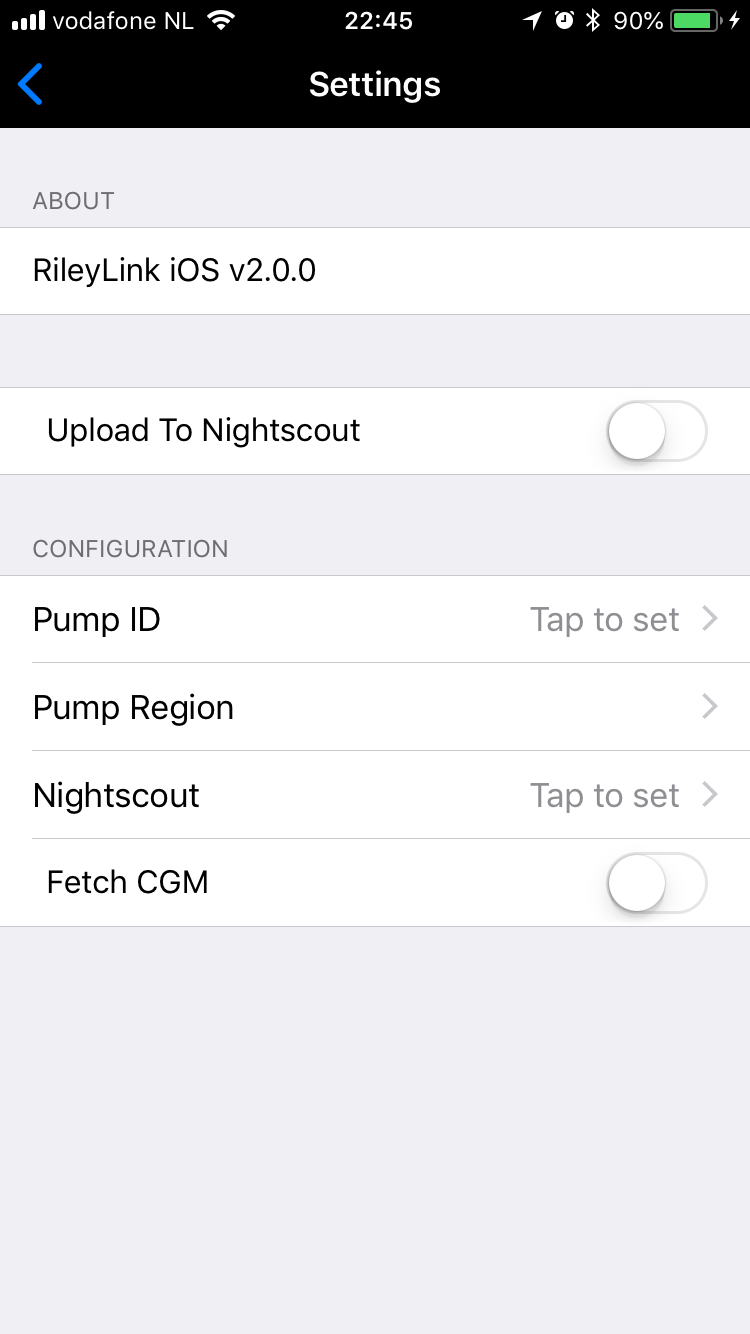 vodafone NL 22:45 90%
Settings
ABOUT
RileyLink iOS v2.0.0
Upload To Nightscout
CONFIGURATION
Pump ID Tap to set
Pump Region
Nightscout Tap to set
Fetch CGM